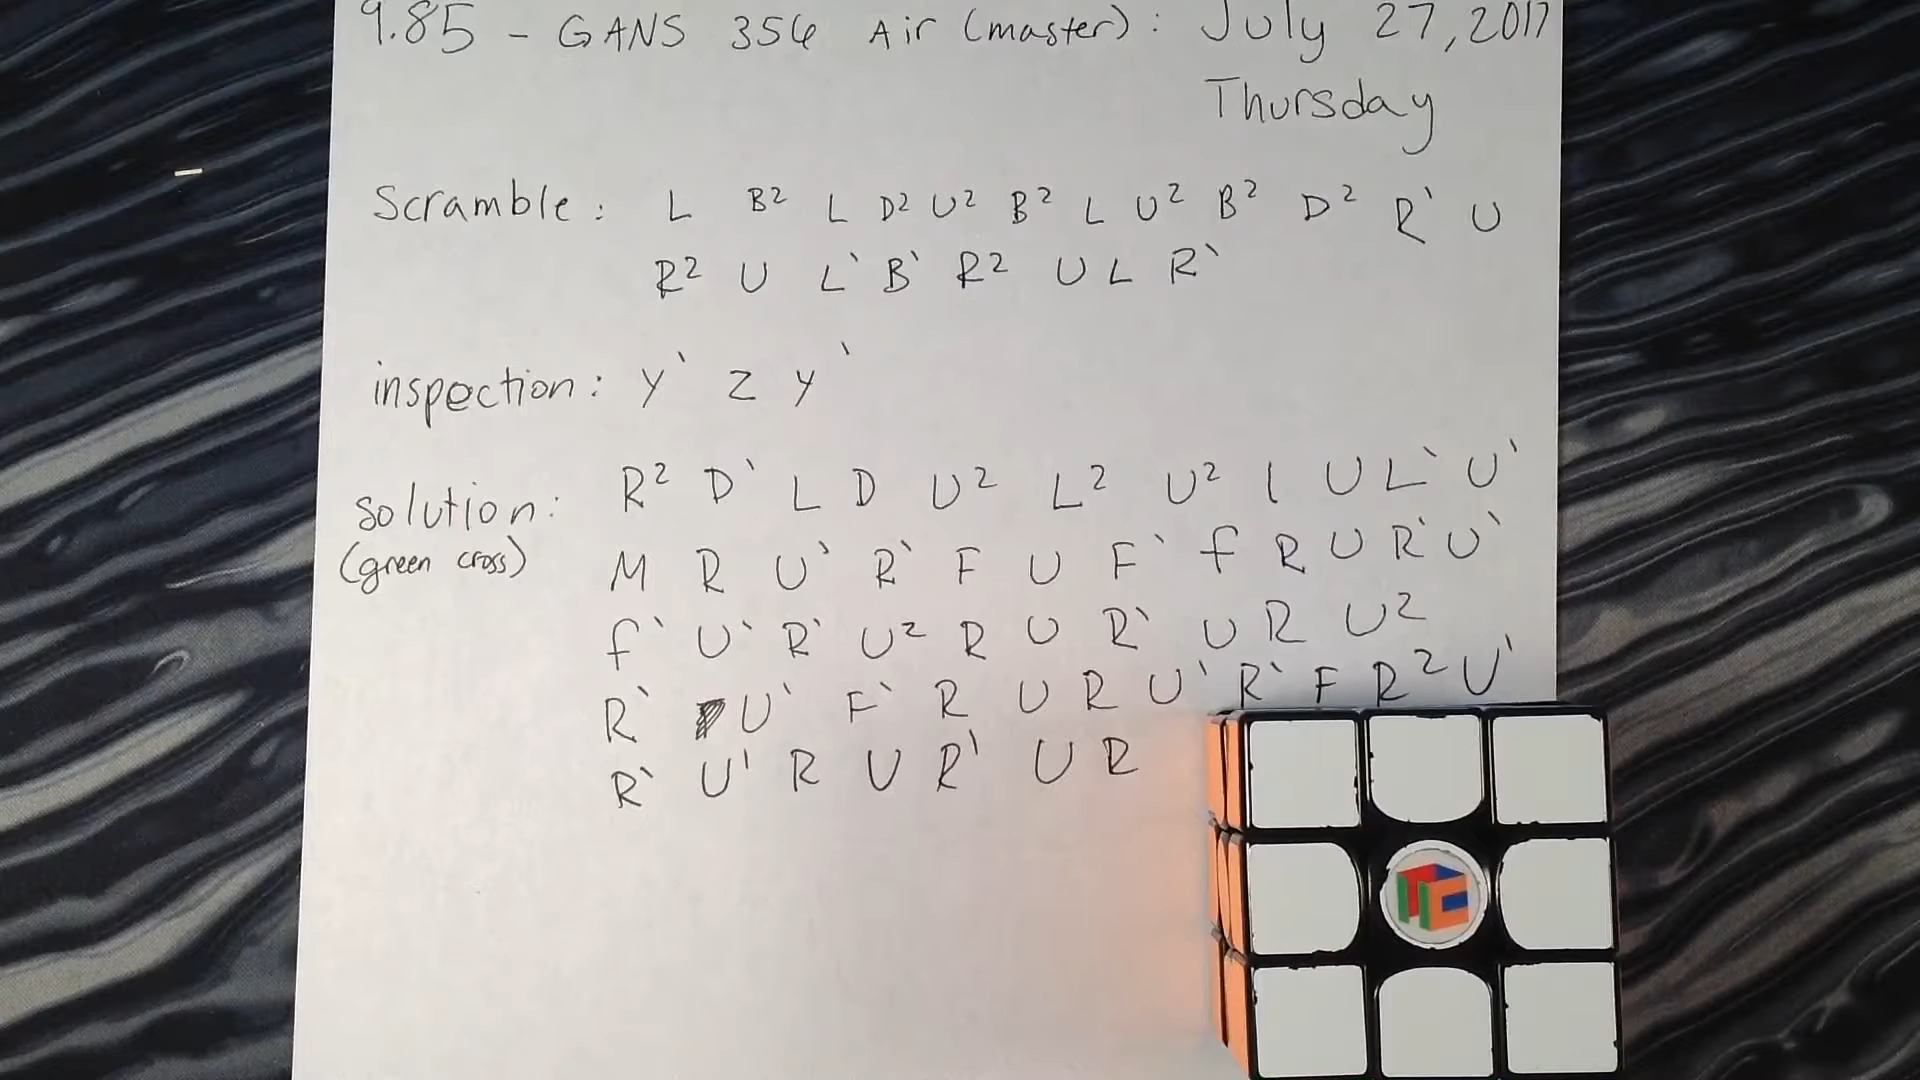 9.85 - GANS 356 Air (master): July 27, 2017
Thursday
Scramble: L B2 L D2 U2 B2 L U2 B2 D2 R` U
R2 U L` B` R2 U L R`
inspection: y` z y`
solution: R2 D` L D U2 L2 U2 l U L` U`
(green cross) M R U` R` F U F` f R U R` U`
f` U` R` U2 R U R` U R U2
R` U` F` R U R U` R` F R2 U`
R` U' R U R' U R